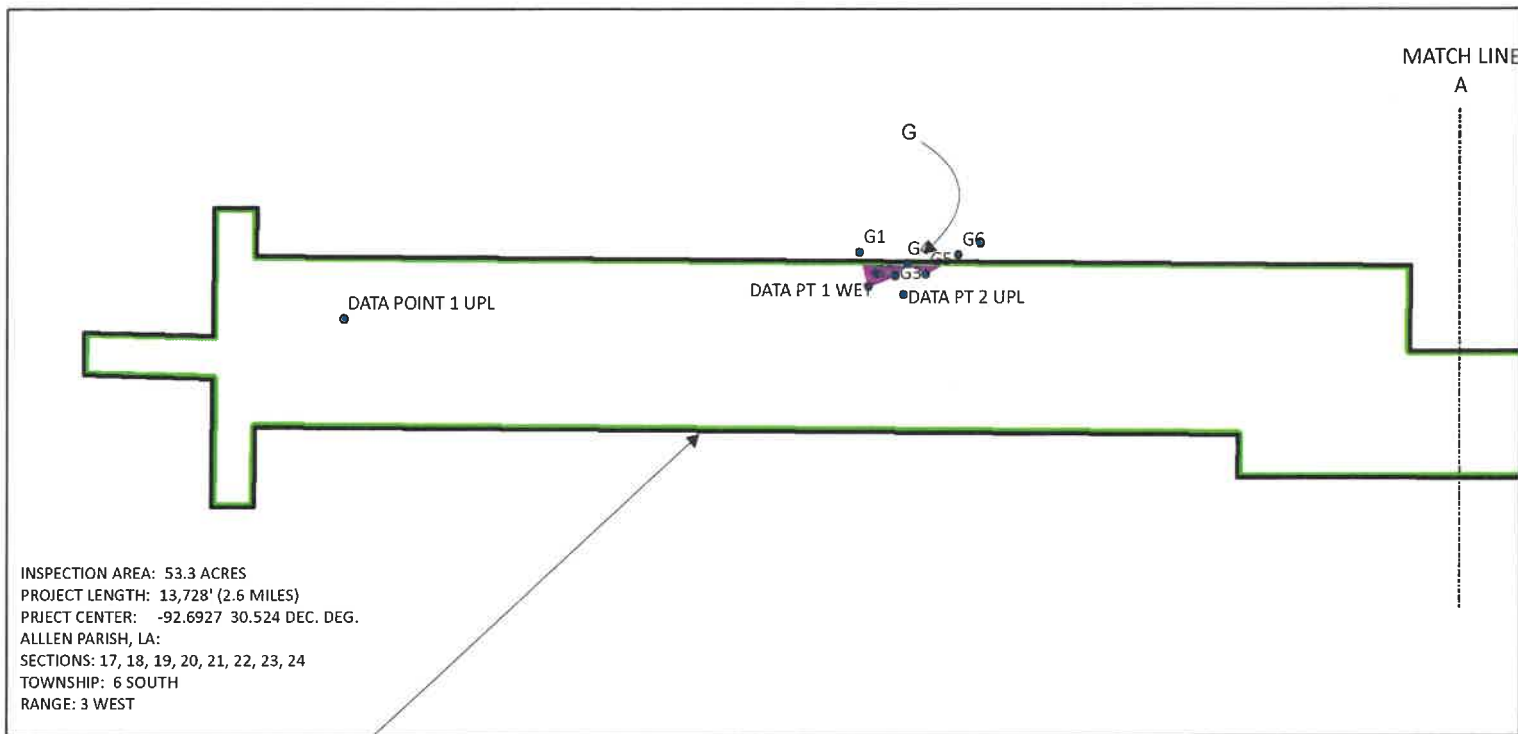 MATCH LINE
A
G
G1
G
G6
G5
G3
DATA PT 1 WET
DATA PT 2 UPL
DATA POINT 1 UPL
INSPECTION AREA: 53.3 ACRES
PROJECT LENGTH: 13,728' (2.6 MILES)
PRJECT CENTER: -92.6927 30.524 DEC. DEG.
ALLLEN PARISH, LA:
SECTIONS: 17, 18, 19, 20, 21, 22, 23, 24
TOWNSHIP: 6 SOUTH
RANGE: 3 WEST